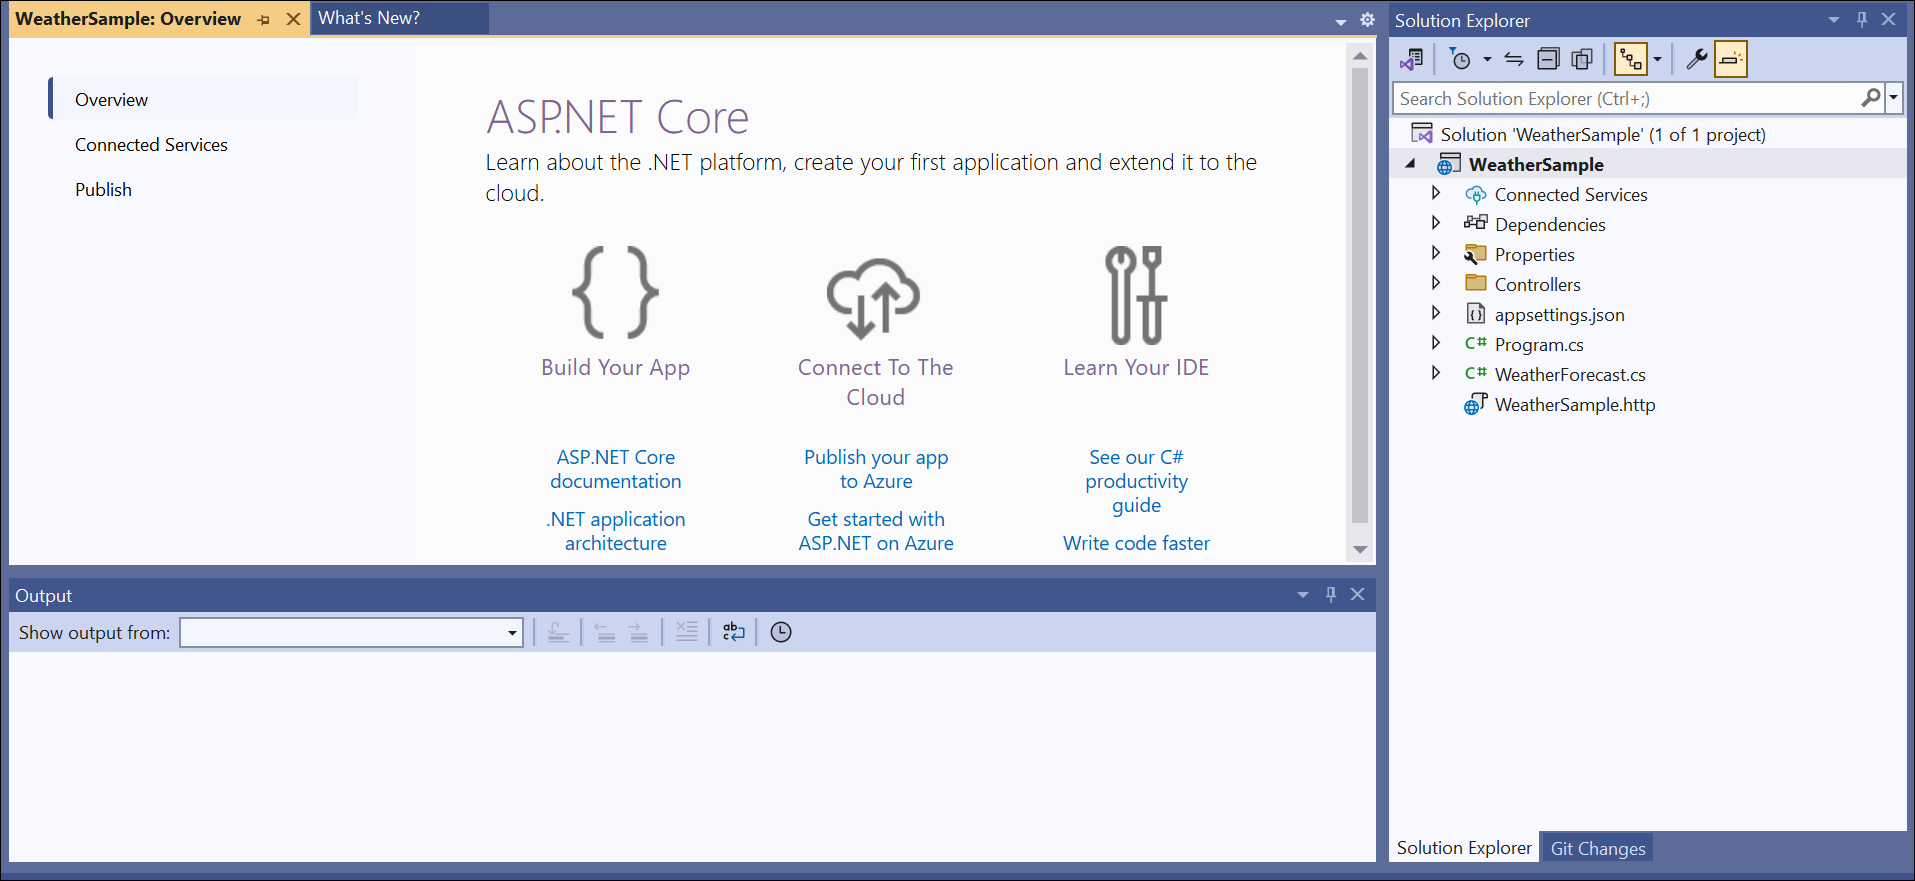 WeatherSample: Overview
What's New?
Overview
Connected Services
Publish
ASP.NET Core
Learn about the .NET platform, create your first application and extend it to the
cloud.
Build Your App
Connect To The
Cloud
Learn Your IDE
ASP.NET Core
documentation
.NET application
architecture
Publish your app
to Azure
Get started with
ASP.NET on Azure
See our C#
productivity
guide
Write code faster
Output
Show output from:
Solution Explorer
Search Solution Explorer (Ctrl+;)
Solution 'WeatherSample' (1 of 1 project)
WeatherSample
Connected Services
Dependencies
Properties
Controllers
appsettings.json
C# Program.cs
C# WeatherForecast.cs
WeatherSample.http
Solution Explorer
Git Changes